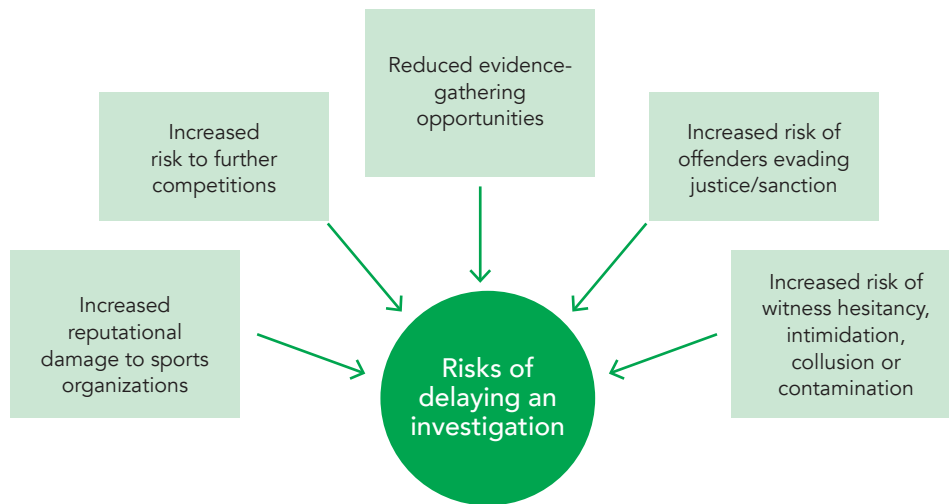 Reduced evidence-
gathering
opportunities
Increased
risk to further
competitions
Increased risk of
offenders evading
justice/sanction
Increased
reputational
damage to sports
organizations
Increased risk of
witness hesitancy,
intimidation,
collusion or
contamination
Risks of
delaying an
investigation